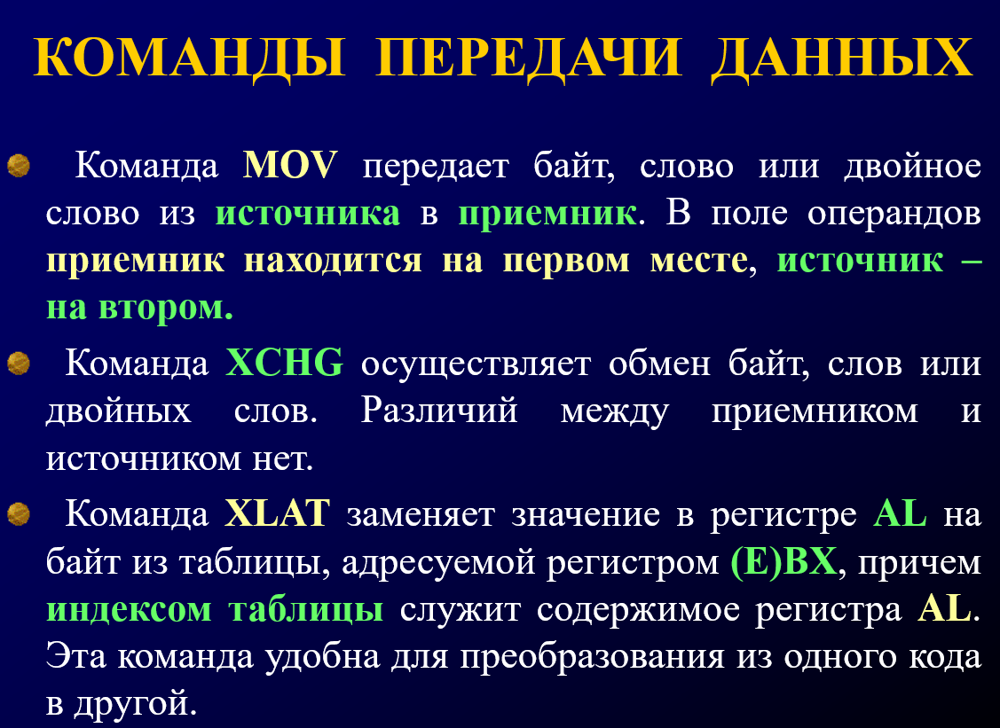 КОМАНДЫ ПЕРЕДАЧИ ДАННЫХ
Команда MOV передает байт, слово или двойное
слово из источника в приемник. В поле операндов
приемник находится на первом месте, источник –
на втором.
Команда XCHG осуществляет обмен байт, слов или
двойных слов. Различий между приемником и
источником нет.
Команда XLAT заменяет значение в регистре AL на
байт из таблицы, адресуемой регистром (E)BX, причем
индексом таблицы служит содержимое регистра AL.
Эта команда удобна для преобразования из одного кода
в другой.